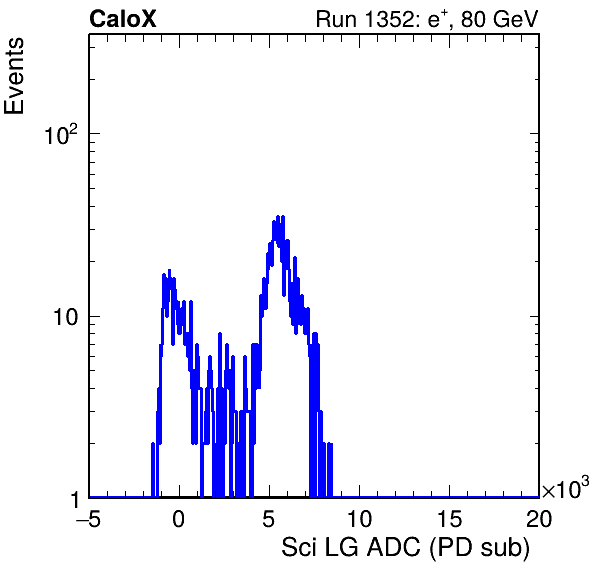 CaloX Run 1352: e⁺, 80 GeV
Events
10²
10
1
−5 0 5 10 15 20
×10³
Sci LG ADC (PD sub)